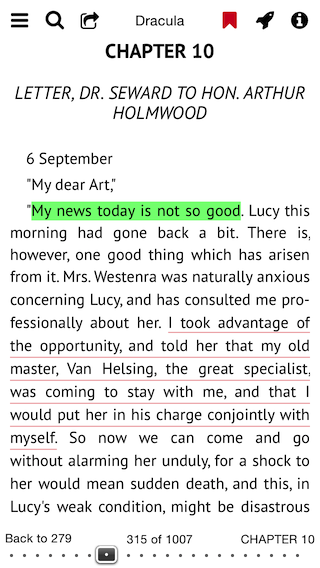 Dracula
CHAPTER 10
LETTER, DR. SEWARD TO HON. ARTHUR
HOLMWOOD
6 September
"My dear Art,"
"My news today is not so good. Lucy this
morning had gone back a bit. There is,
however, one good thing which has arisen
from it. Mrs. Westenra was naturally anxious
concerning Lucy, and has consulted me pro-
fessionally about her. I took advantage of
the opportunity, and told her that my old
master, Van Helsing, the great specialist,
was coming to stay with me, and that I
would put her in his charge conjointly with
myself. So now we can come and go
without alarming her unduly, for a shock to
her would mean sudden death, and this, in
Lucy's weak condition, might be disastrous
Back to 279 315 of 1007 CHAPTER 10